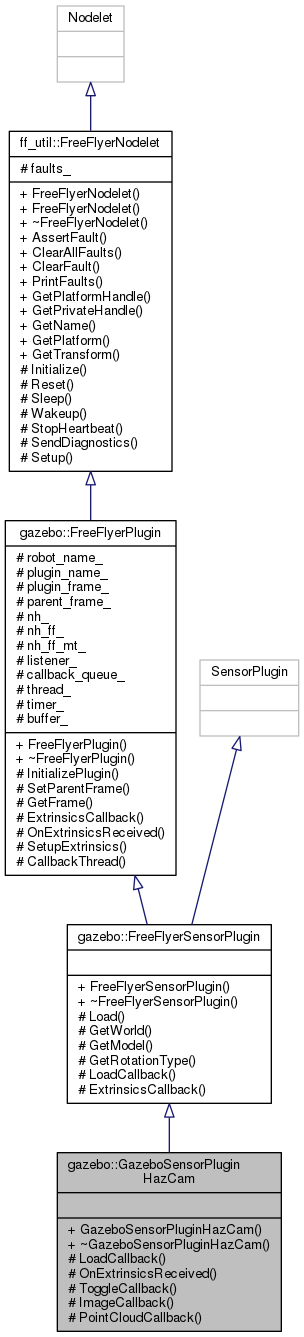 Nodelet
ff_util::FreeFlyerNodelet
# faults_
+ FreeFlyerNodelet()
+ FreeFlyerNodelet()
+ ~FreeFlyerNodelet()
+ AssertFault()
+ ClearAllFaults()
+ ClearFault()
+ PrintFaults()
+ GetPlatformHandle()
+ GetPrivateHandle()
+ GetName()
+ GetPlatform()
+ GetTransform()
# Initialize()
# Reset()
# Sleep()
# Wakeup()
# StopHeartbeat()
# SendDiagnostics()
# Setup()
gazebo::FreeFlyerPlugin
# robot_name_
# plugin_name_
# plugin_frame_
# parent_frame_
# nh_
# nh_ff_
# nh_ff_mt_
# listener_
# callback_queue_
# thread_
# timer_
# buffer_
+ FreeFlyerPlugin()
+ ~FreeFlyerPlugin()
# InitializePlugin()
# SetParentFrame()
# GetFrame()
# ExtrinsicsCallback()
# OnExtrinsicsReceived()
# SetupExtrinsics()
# CallbackThread()
SensorPlugin
gazebo::FreeFlyerSensorPlugin
+ FreeFlyerSensorPlugin()
+ ~FreeFlyerSensorPlugin()
# Load()
# GetWorld()
# GetModel()
# GetRotationType()
# LoadCallback()
# ExtrinsicsCallback()
gazebo::GazeboSensorPlugin
HazCam
+ GazeboSensorPluginHazCam()
+ ~GazeboSensorPluginHazCam()
# LoadCallback()
# OnExtrinsicsReceived()
# ToggleCallback()
# ImageCallback()
# PointCloudCallback()